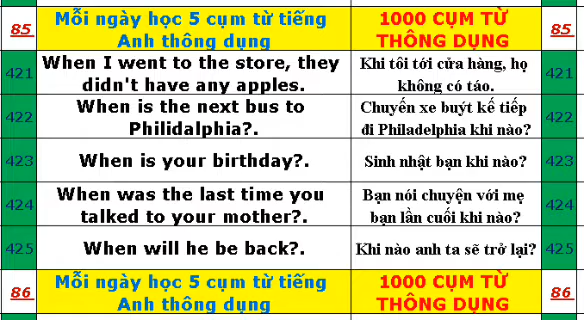 85 Mỗi ngày học 5 cụm từ tiếng Anh thông dụng 1000 CỤM TỪ THÔNG DỤNG 85
421 When I went to the store, they didn't have any apples. Khi tôi tới cửa hàng, họ không có táo. 421
422 When is the next bus to Philidalphia?. Chuyến xe buýt kế tiếp đi Philadelphia khi nào? 422
423 When is your birthday?. Sinh nhật bạn khi nào? 423
424 When was the last time you talked to your mother?. Bạn nói chuyện với mẹ bạn lần cuối khi nào? 424
425 When will he be back?. Khi nào anh ta sẽ trở lại? 425
86 Mỗi ngày học 5 cụm từ tiếng Anh thông dụng 1000 CỤM TỪ THÔNG DỤNG 86